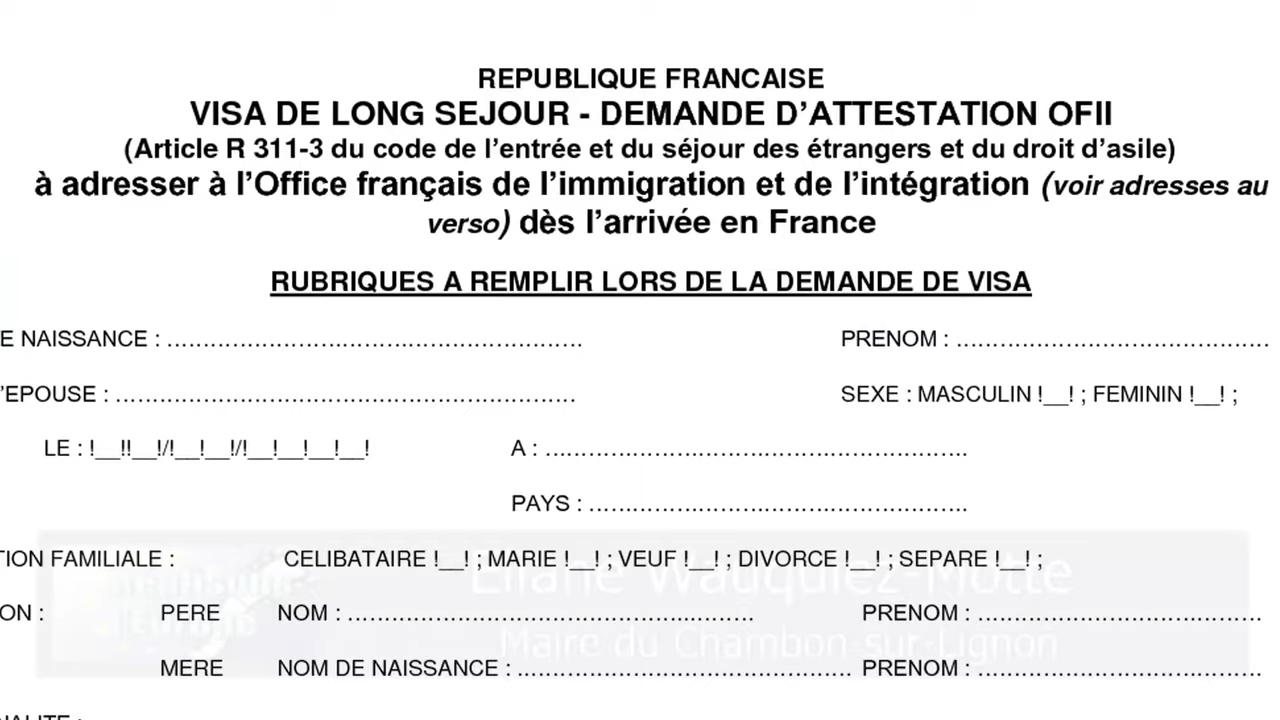 REPUBLIQUE FRANCAISE
VISA DE LONG SEJOUR - DEMANDE D’ATTESTATION OFII
(Article R 311-3 du code de l’entrée et du séjour des étrangers et du droit d’asile)
à adresser à l’Office français de l’immigration et de l’intégration (voir adresses au
verso) dès l’arrivée en France
RUBRIQUES A REMPLIR LORS DE LA DEMANDE DE VISA
E NAISSANCE : ……………………………………………… PRENOM : …………………………………
’EPOUSE : ……………………………………………… SEXE : MASCULIN !__! ; FEMININ !__! ;
LE : !__!!__!/!__!__!/!__!__!__!__! A : ………………………………………………..
PAYS : …………………………………………..
TION FAMILIALE : CELIBATAIRE !__! ; MARIE !__! ; VEUF !__! ; DIVORCE !__! ; SEPARE !__! ;
Eliane Wauquiez-Motte
ON : PERE NOM : ……………………………………...……… PRENOM : ………………………………
Maire du Chambon-sur-Lignon
MERE NOM DE NAISSANCE : ……………………………………. PRENOM : ………………………………